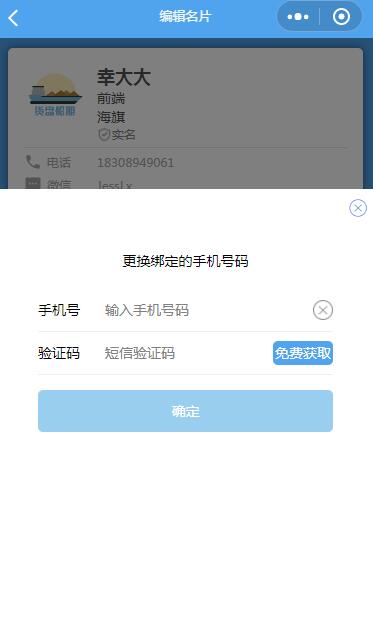 编辑名片
幸大大
前端
货盘船期
海旗
实名
电话 18308949061
微信
更换绑定的手机号码
手机号 输入手机号码
验证码 短信验证码 免费获取
确定